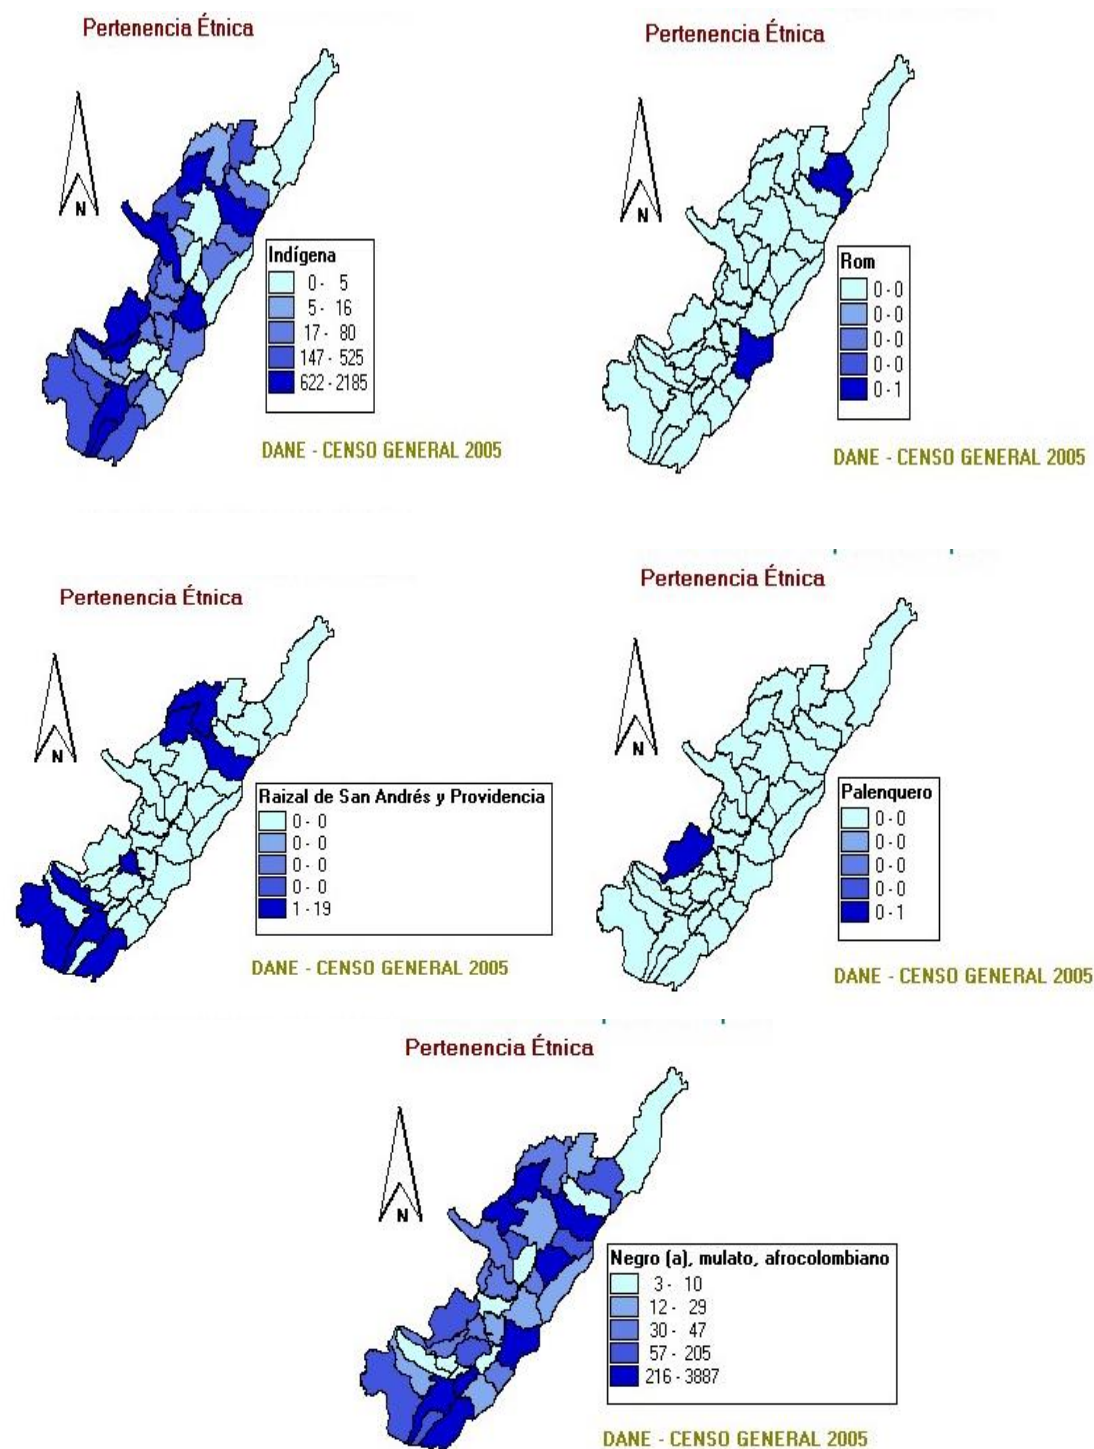 Pertenencia Étnica
N
Indígena
0 - 5
5 - 16
17 - 80
147 - 525
622 - 2185
DANE - CENSO GENERAL 2005
Pertenencia Étnica
N
Rom
0 - 0
0 - 0
0 - 0
0 - 0
0 - 1
DANE - CENSO GENERAL 2005
Pertenencia Étnica
N
Raizal de San Andrés y Providencia
0 - 0
0 - 0
0 - 0
0 - 0
1 - 19
DANE - CENSO GENERAL 2005
Pertenencia Étnica
N
Palenquero
0 - 0
0 - 0
0 - 0
0 - 0
0 - 1
DANE - CENSO GENERAL 2005
Pertenencia Étnica
N
Negro (a), mulato, afrocolombiano
3 - 10
12 - 29
30 - 47
57 - 205
216 - 3887
DANE - CENSO GENERAL 2005